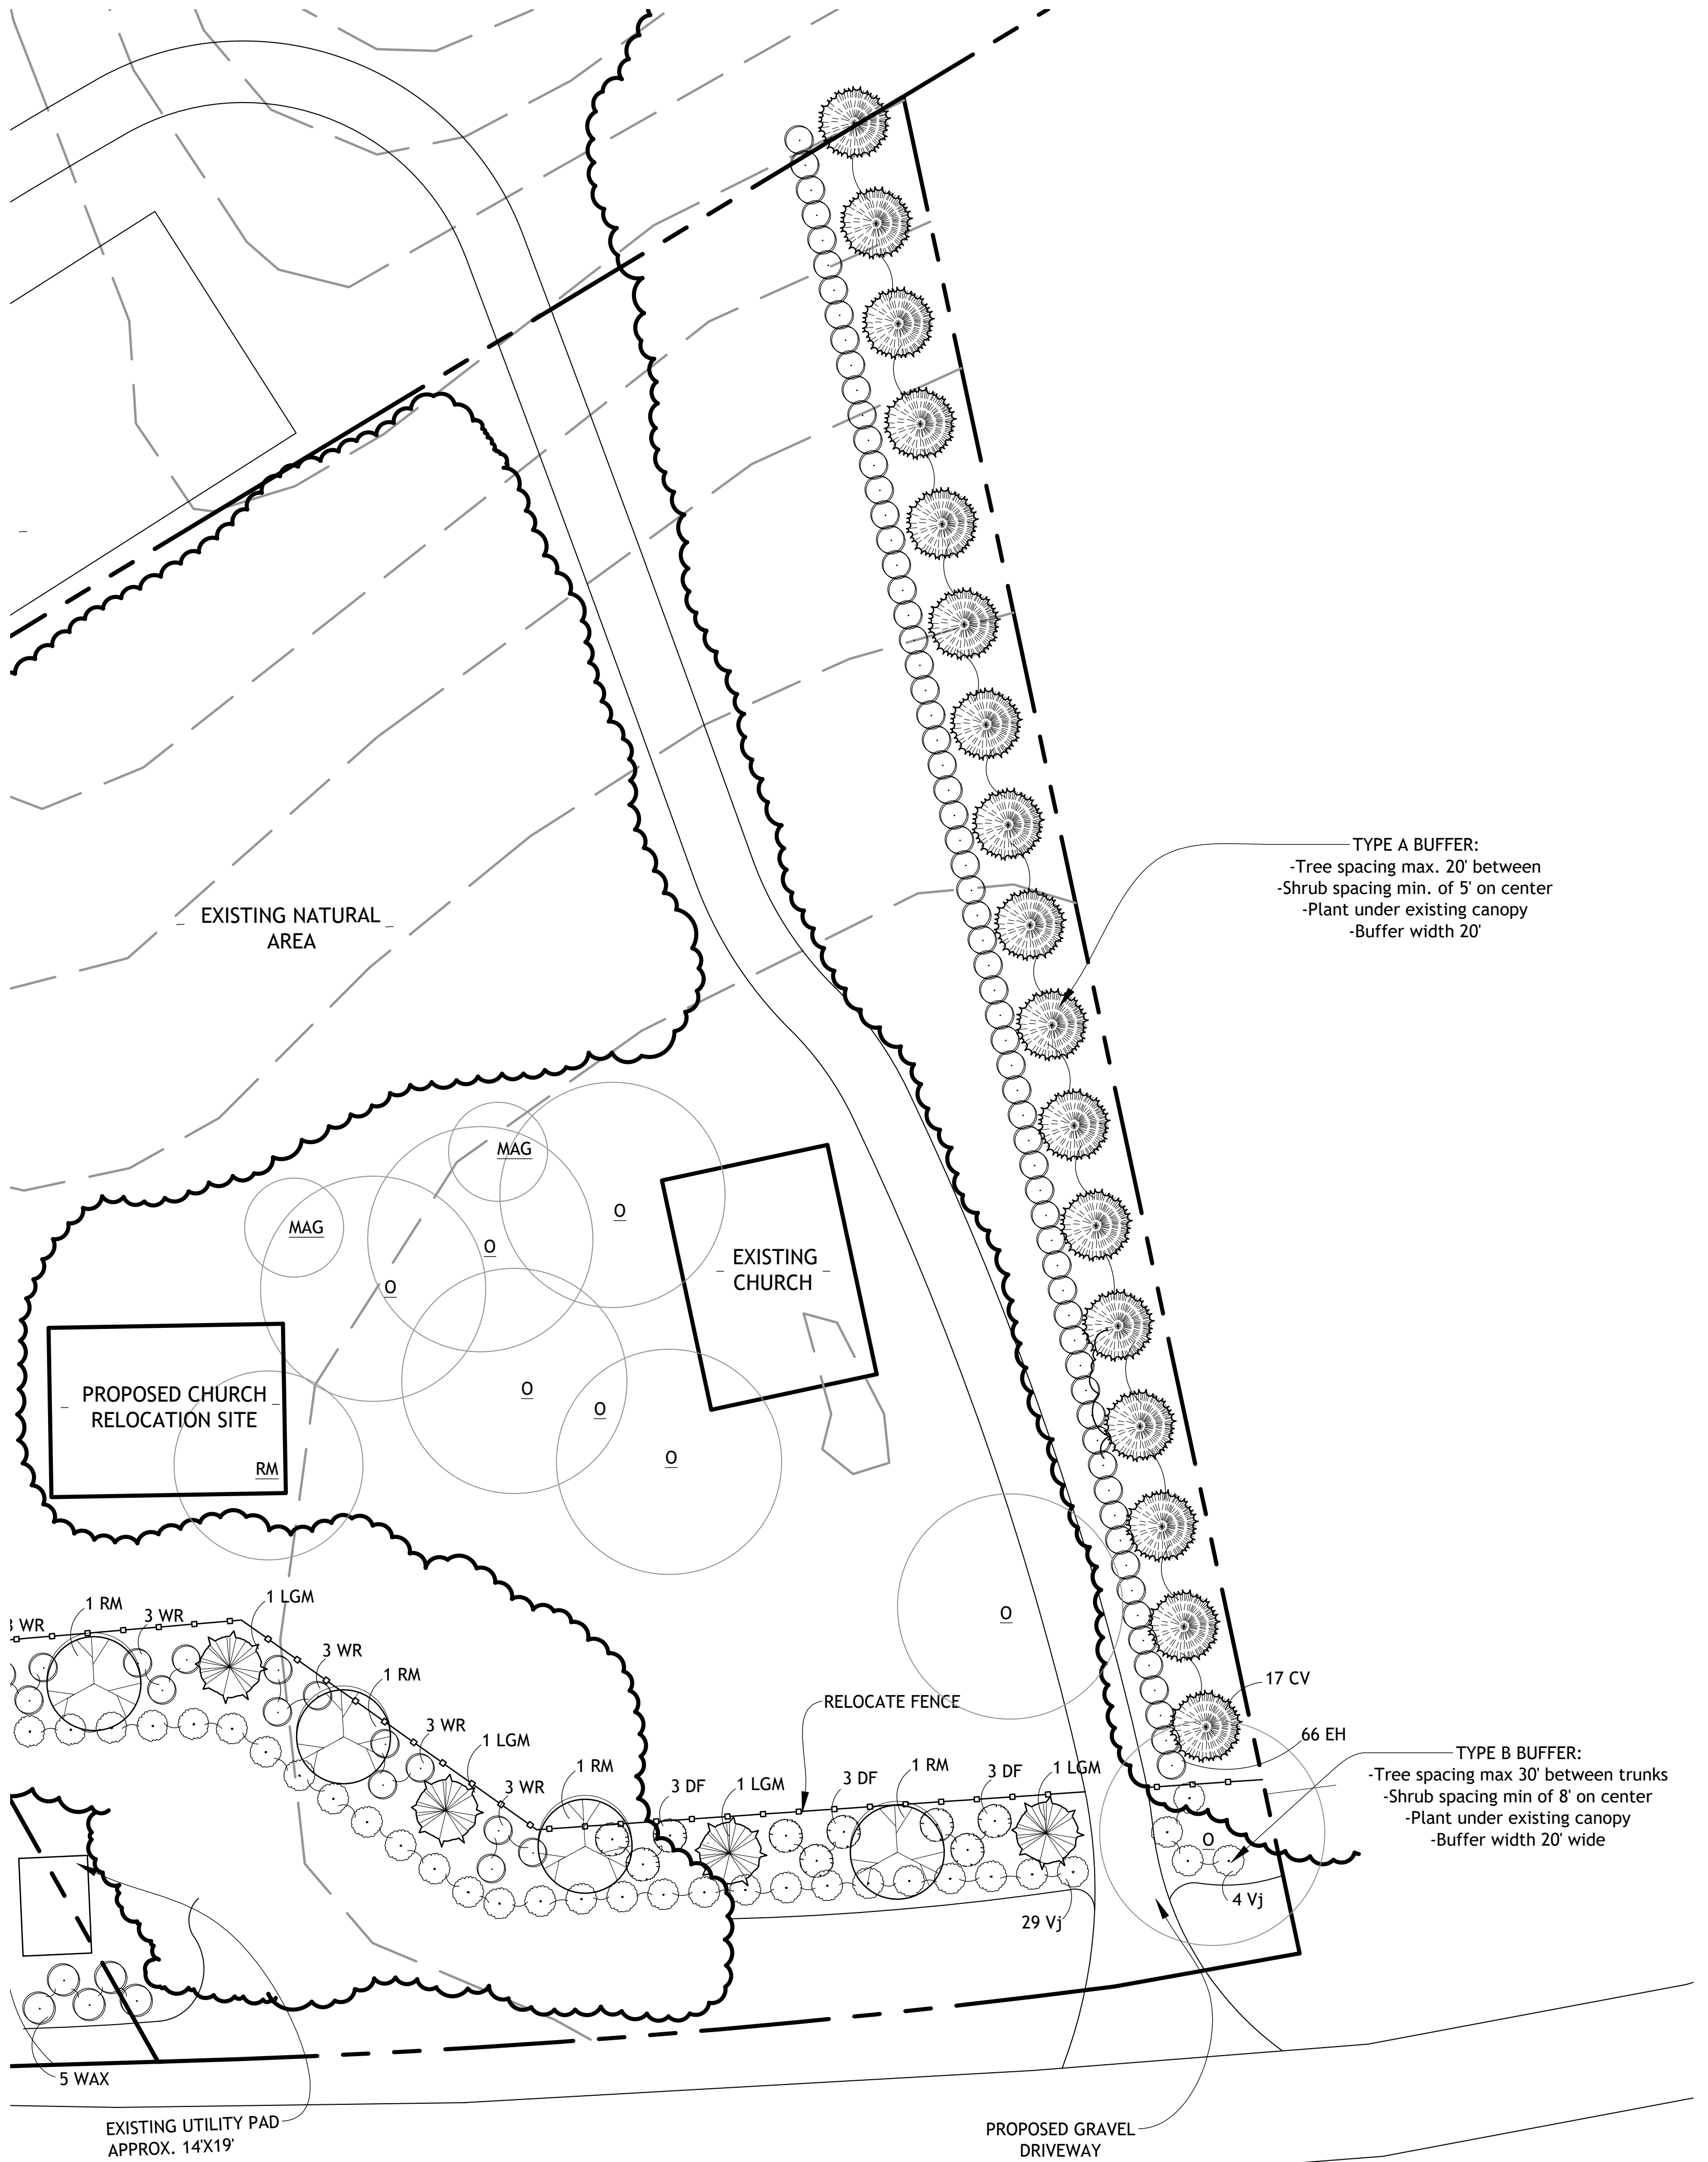 TYPE A BUFFER:
-Tree spacing max. 20' between
-Shrub spacing min. of 5' on center
-Plant under existing canopy
-Buffer width 20'
EXISTING NATURAL
AREA
MAG
MAG
O
O
O
EXISTING
CHURCH
PROPOSED CHURCH
RELOCATION SITE
RM
O
O
O
O
1 RM
3 WR
3 WR
1 LGM
3 WR
1 RM
3 WR
1 LGM
3 WR
1 RM
RELOCATE FENCE
3 DF
1 LGM
3 DF
1 RM
3 DF
1 LGM
17 CV
66 EH
TYPE B BUFFER:
-Tree spacing max 30' between trunks
-Shrub spacing min of 8' on center
-Plant under existing canopy
-Buffer width 20' wide
O
4 Vj
29 Vj
5 WAX
EXISTING UTILITY PAD
APPROX. 14'X19'
PROPOSED GRAVEL
DRIVEWAY